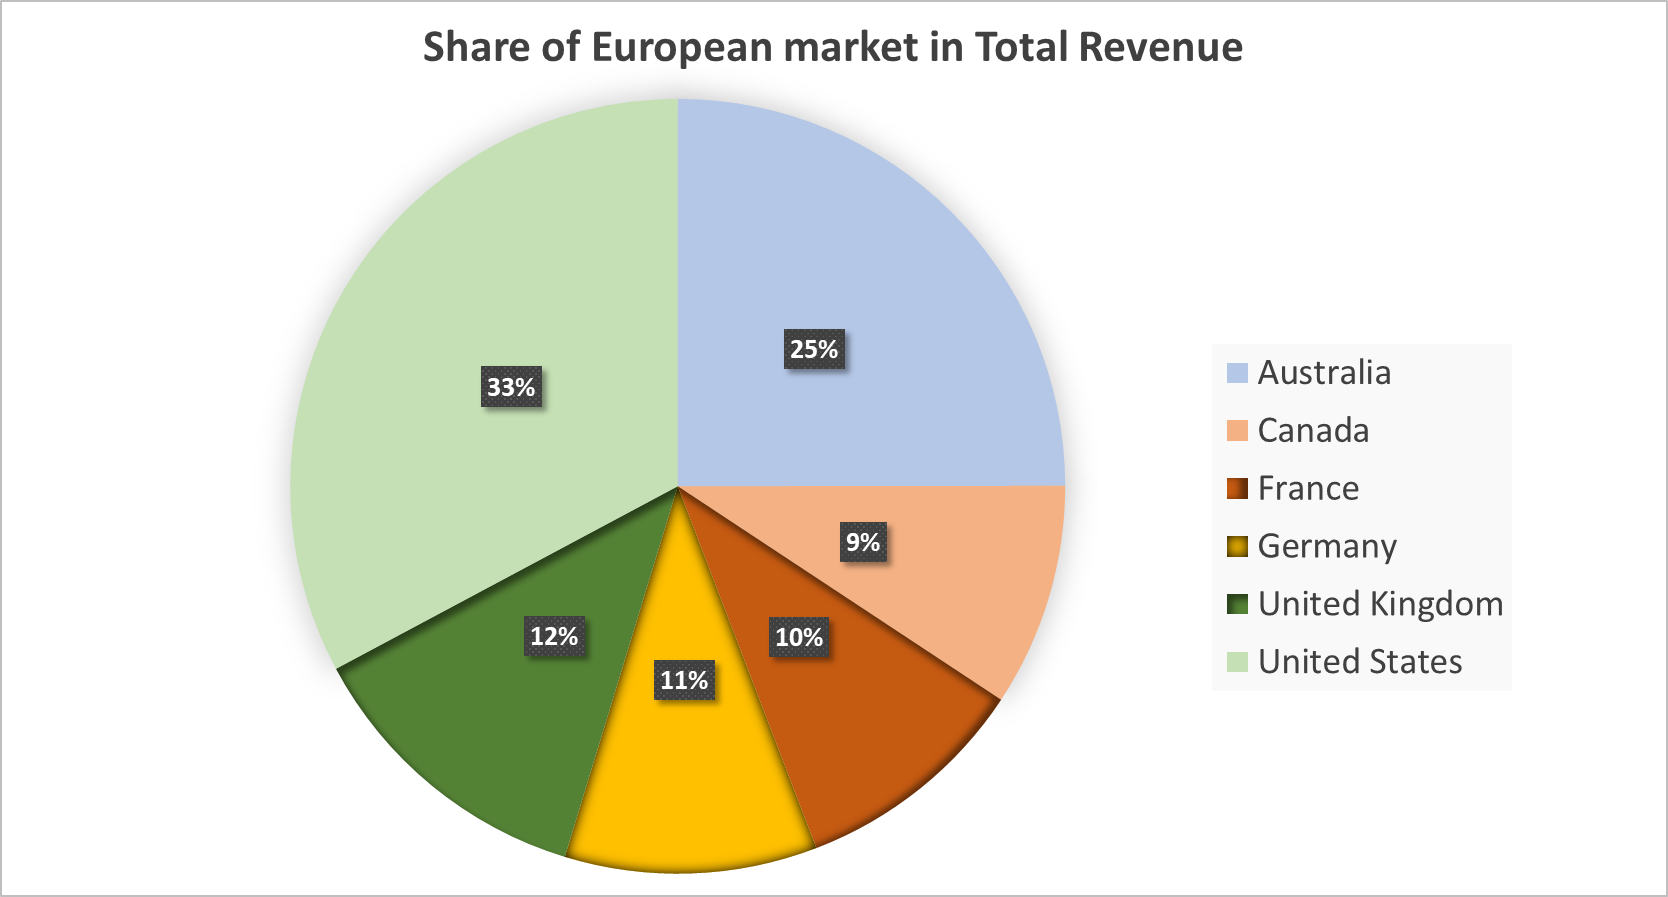 Share of European market in Total Revenue
25%
33%
9%
12%
10%
11%
Australia
Canada
France
Germany
United Kingdom
United States